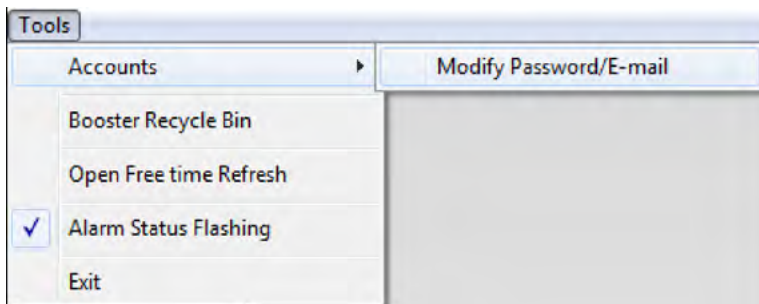 Tools
Accounts
Modify Password/E-mail
Booster Recycle Bin
Open Free time Refresh
Alarm Status Flashing
Exit